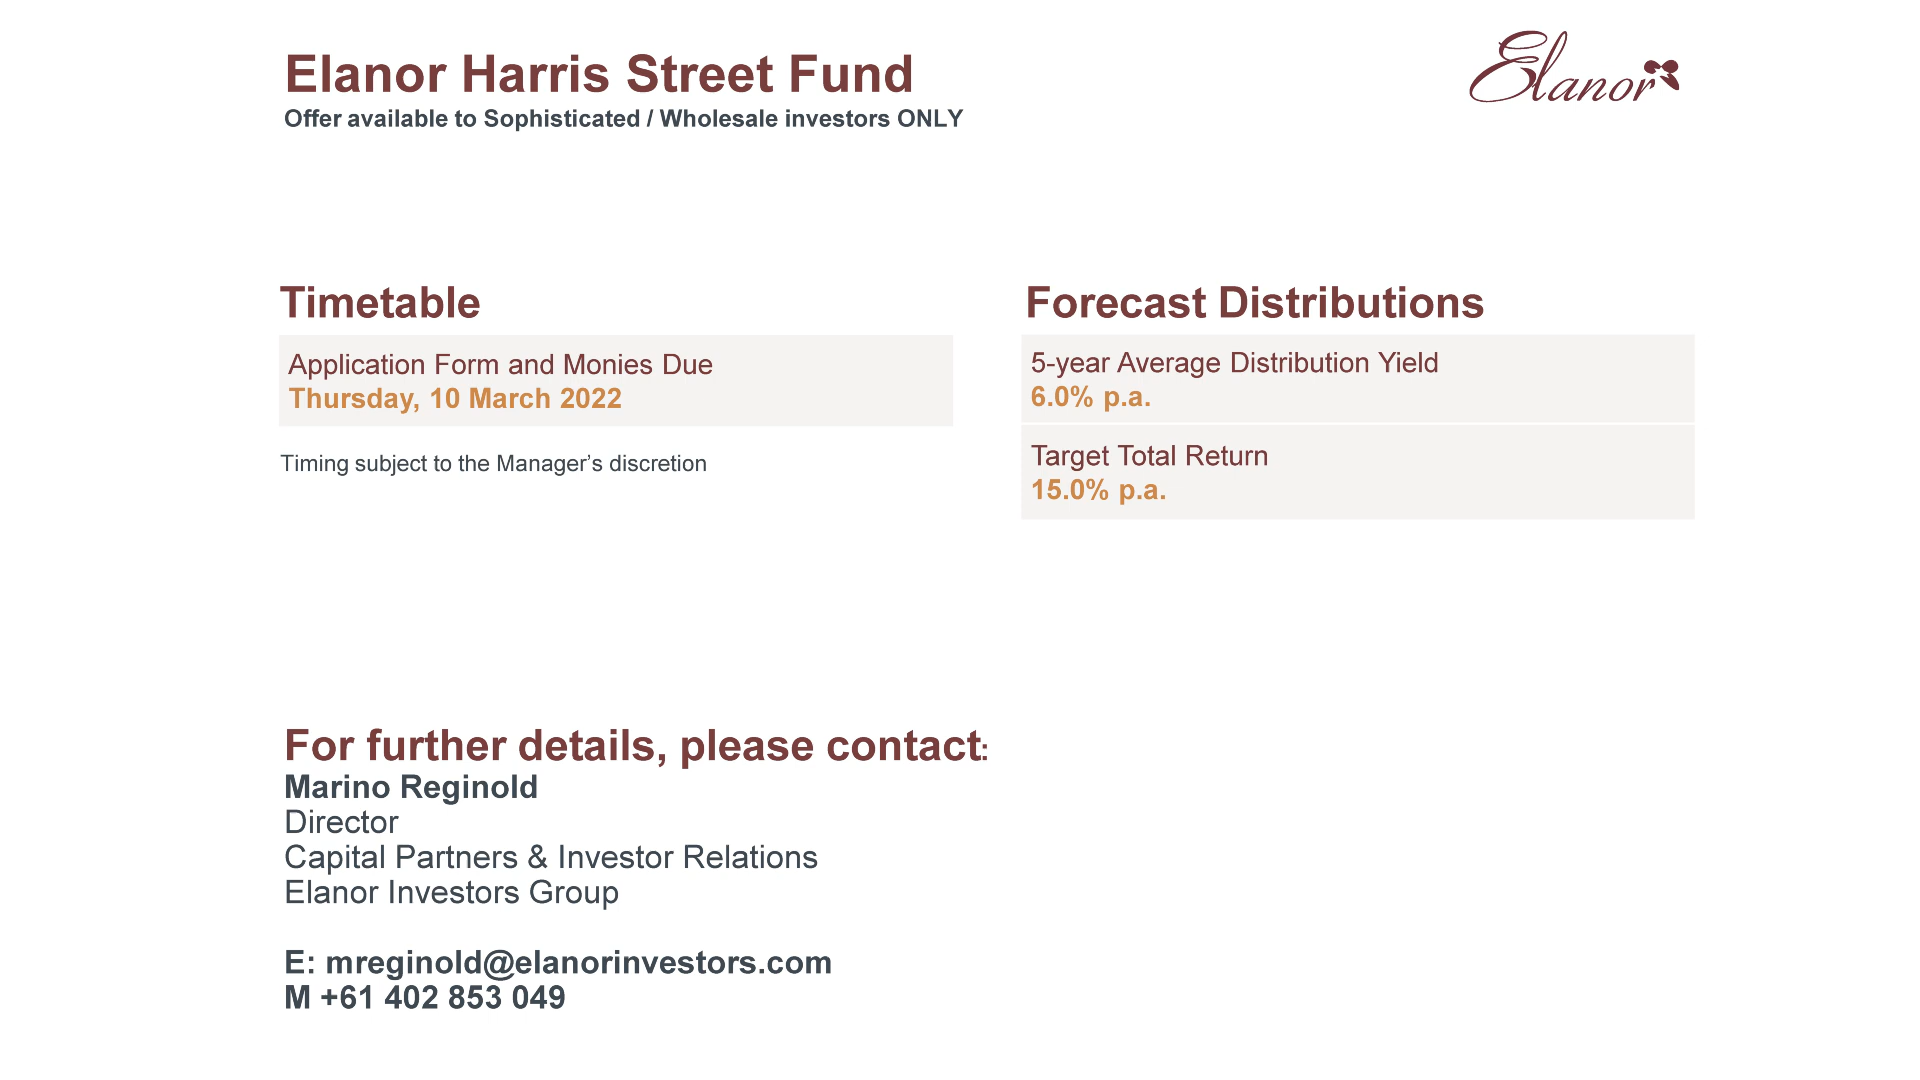 Elanor Harris Street Fund
Offer available to Sophisticated / Wholesale investors ONLY
Elanor
Timetable
Application Form and Monies Due
Thursday, 10 March 2022
Timing subject to the Manager’s discretion
Forecast Distributions
5-year Average Distribution Yield
6.0% p.a.
Target Total Return
15.0% p.a.
For further details, please contact:
Marino Reginold
Director
Capital Partners & Investor Relations
Elanor Investors Group
E: mreginold@elanorinvestors.com
M +61 402 853 049